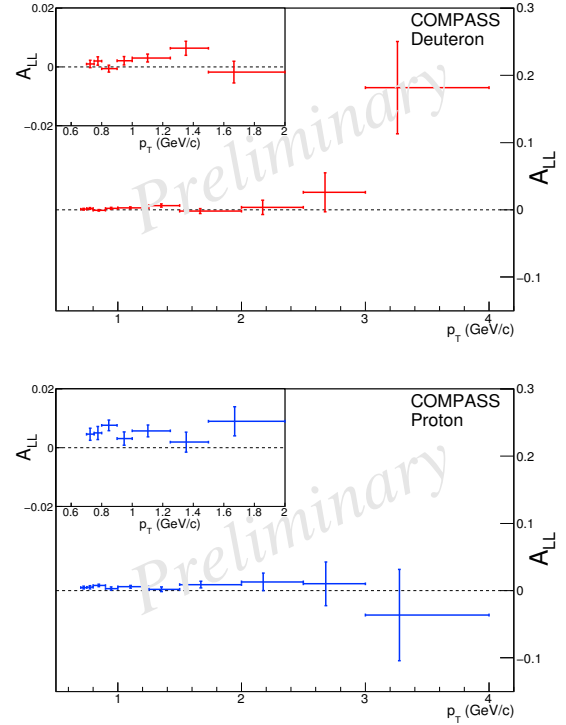 COMPASS
Deuteron
A_LL
0.02
0
−0.02
0.6 0.8 1 1.2 1.4 1.6 1.8 2
p_T (GeV/c)
0.3
0.2
0.1
0
−0.1
A_LL
Preliminary
1 2 3 4
p_T (GeV/c)
COMPASS
Proton
A_LL
0.02
0
−0.02
0.6 0.8 1 1.2 1.4 1.6 1.8 2
p_T (GeV/c)
0.3
0.2
0.1
0
−0.1
A_LL
Preliminary
1 2 3 4
p_T (GeV/c)